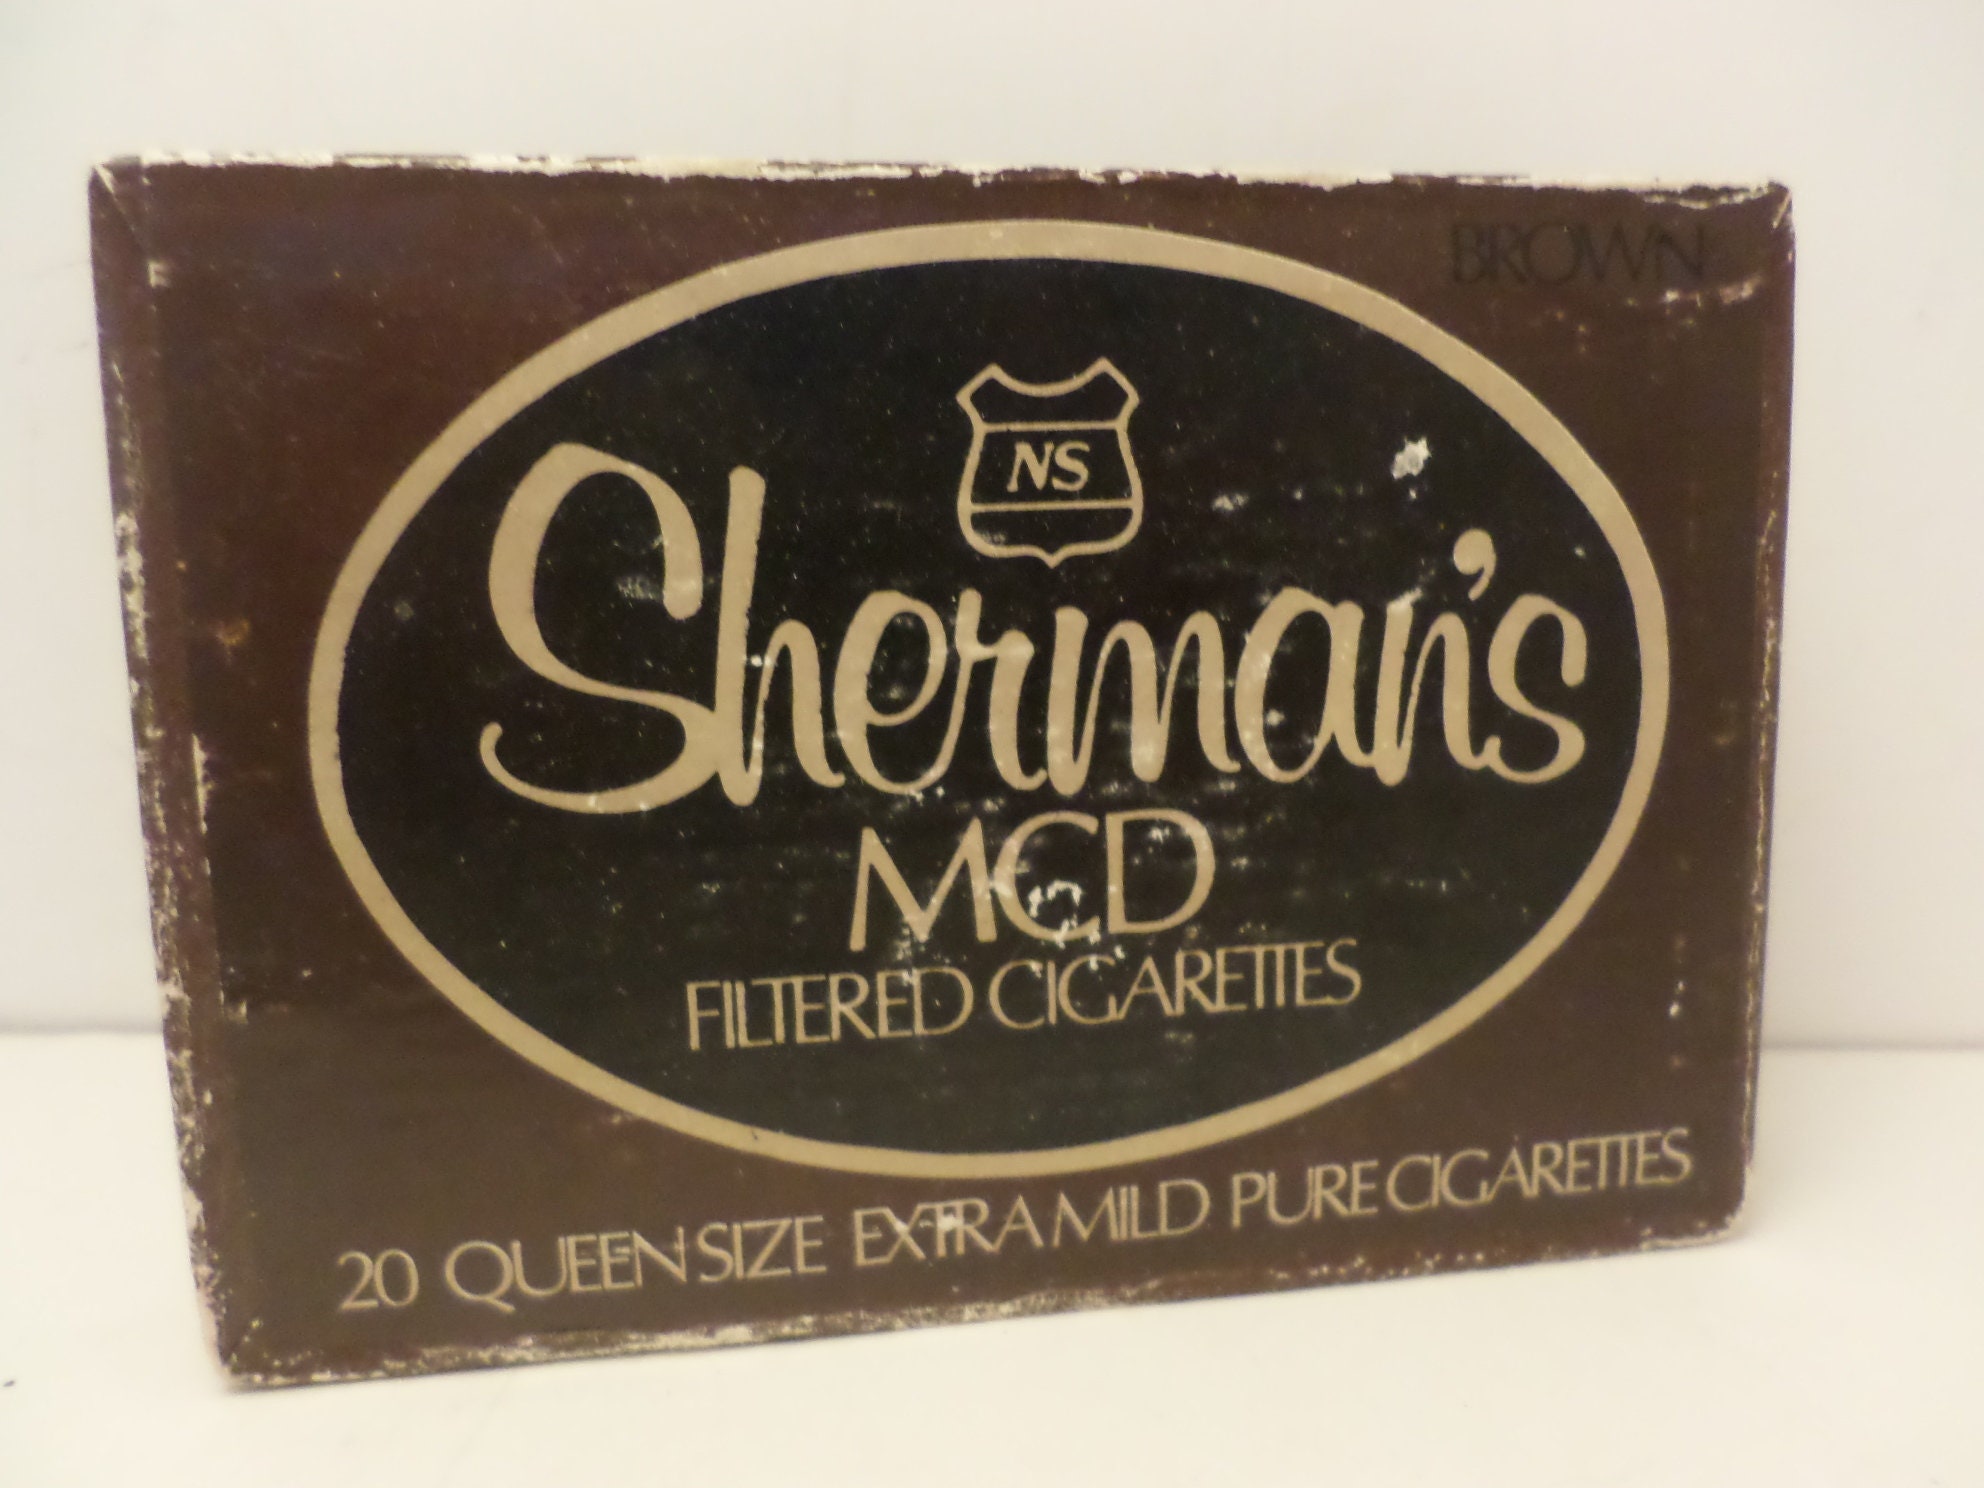 BROWN
NS
Sherman's
MCD
FILTERED CIGARETTES
20 QUEEN SIZE EXTRA MILD PURE CIGARETTES